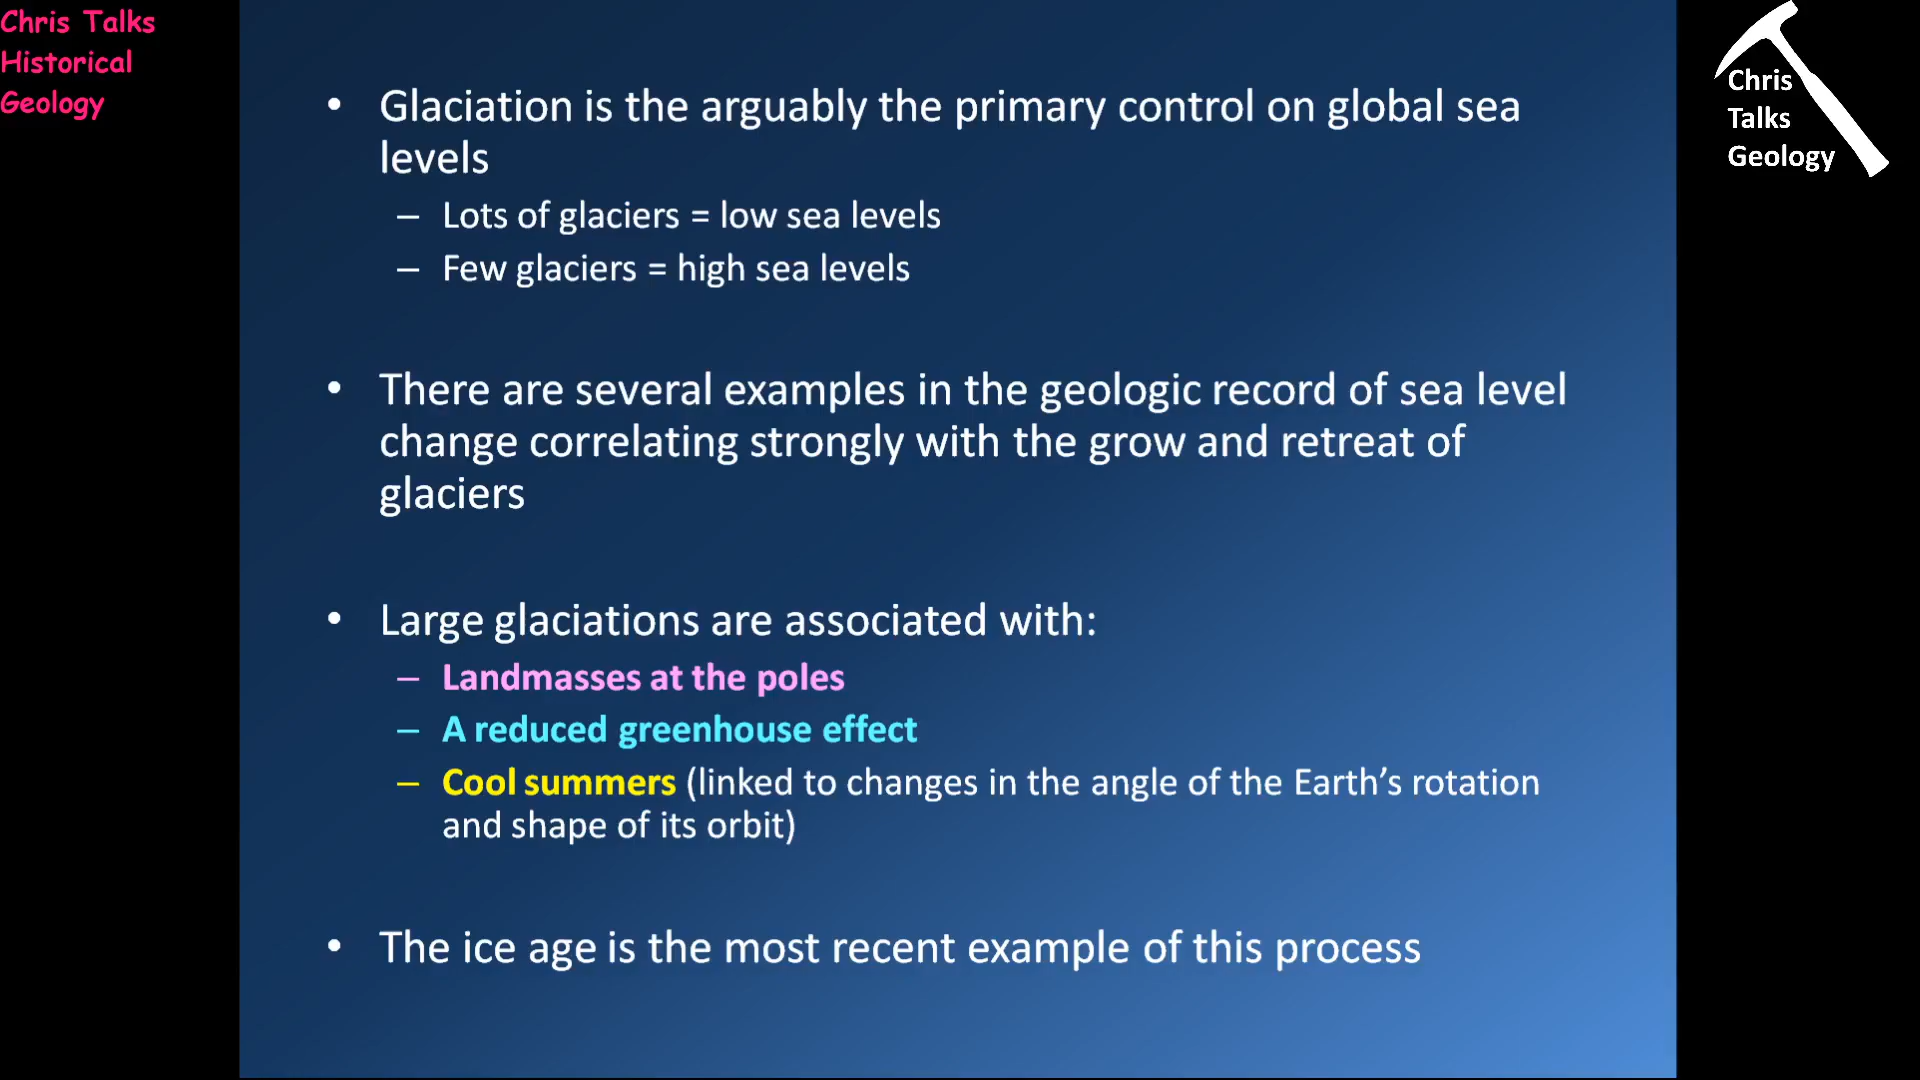 Chris Talks
Historical
Geology
Chris
Talks
Geology
• Glaciation is the arguably the primary control on global sea
levels
– Lots of glaciers = low sea levels
– Few glaciers = high sea levels
• There are several examples in the geologic record of sea level
change correlating strongly with the grow and retreat of
glaciers
• Large glaciations are associated with:
– Landmasses at the poles
– A reduced greenhouse effect
– Cool summers (linked to changes in the angle of the Earth’s rotation
and shape of its orbit)
• The ice age is the most recent example of this process